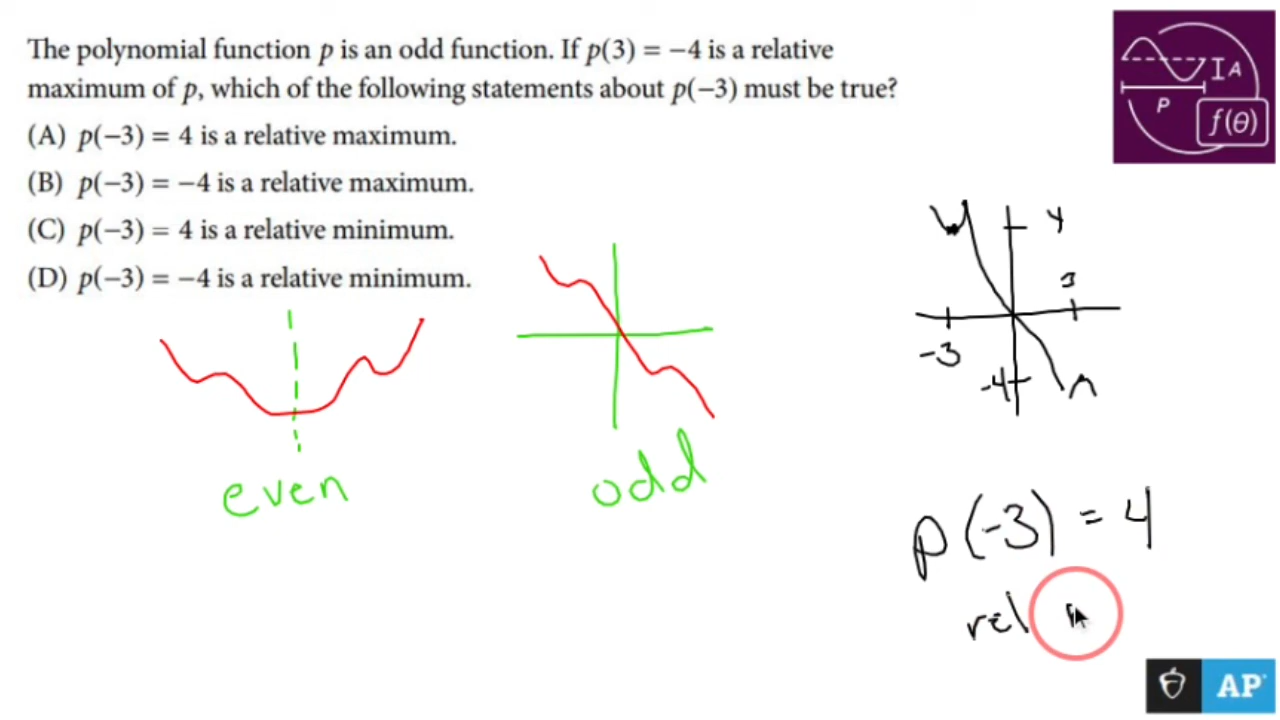 The polynomial function p is an odd function. If p(3) = −4 is a relative
maximum of p, which of the following statements about p(−3) must be true?
(A) p(−3) = 4 is a relative maximum.
(B) p(−3) = −4 is a relative maximum.
(C) p(−3) = 4 is a relative minimum.
(D) p(−3) = −4 is a relative minimum.
A
P
f(θ)
4
3
-3
-4
even
odd
p(-3) = 4
rel
AP